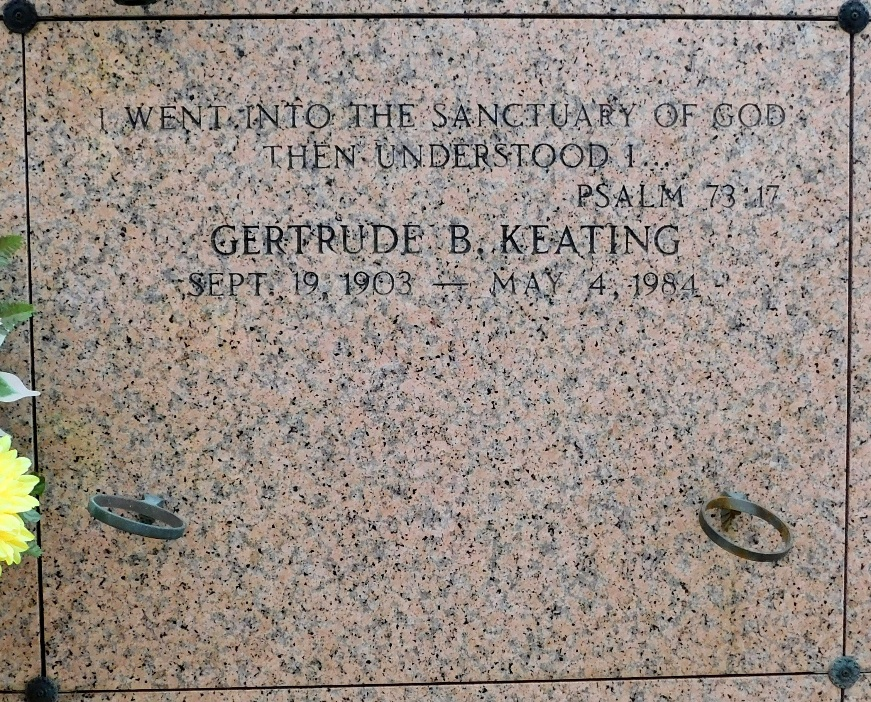 I WENT INTO THE SANCTUARY OF GOD
THEN UNDERSTOOD I...
PSALM 73:17
GERTRUDE B. KEATING
SEPT. 19, 1903 — MAY 4, 1984